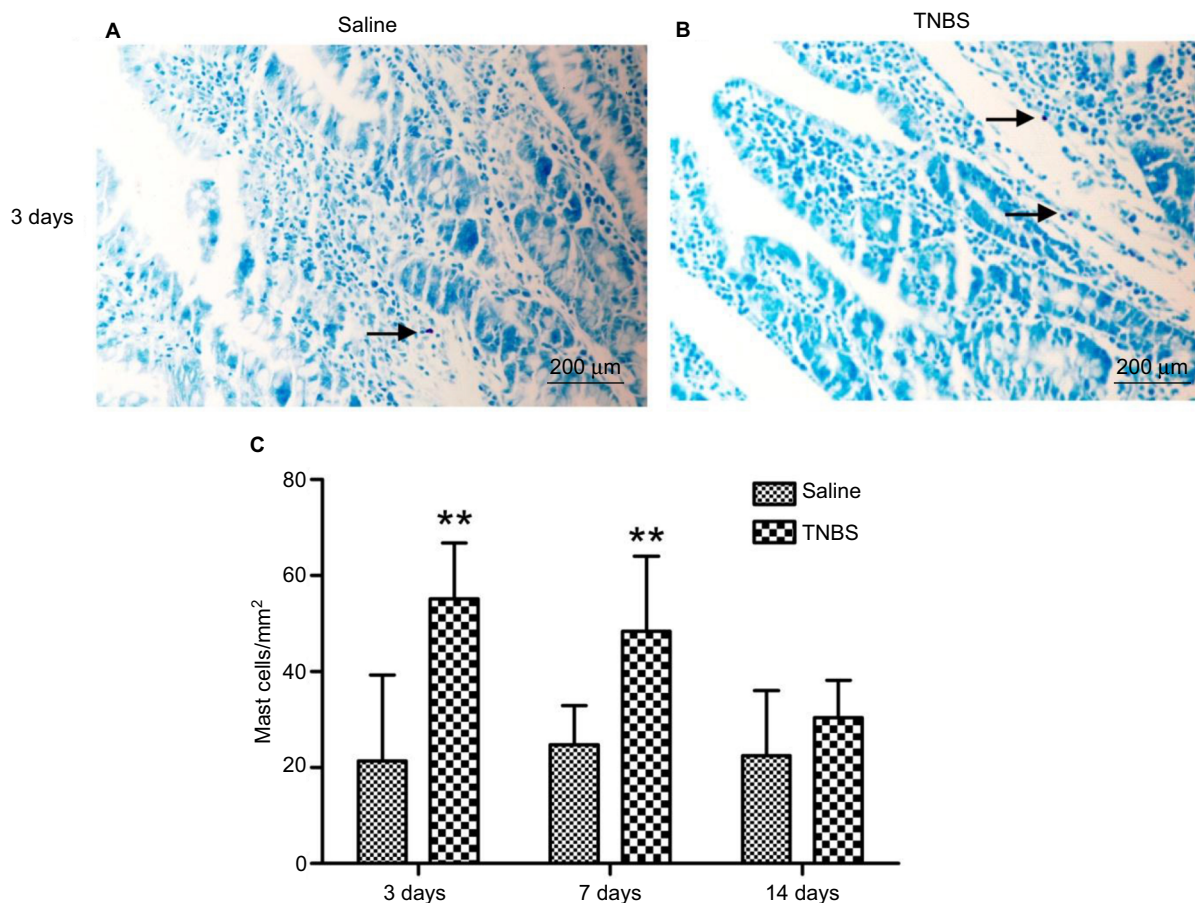 A
Saline
B
TNBS
3 days
200 μm
200 μm
C
80
60
40
20
0
Mast cells/mm²
**
**
Saline
TNBS
3 days
7 days
14 days